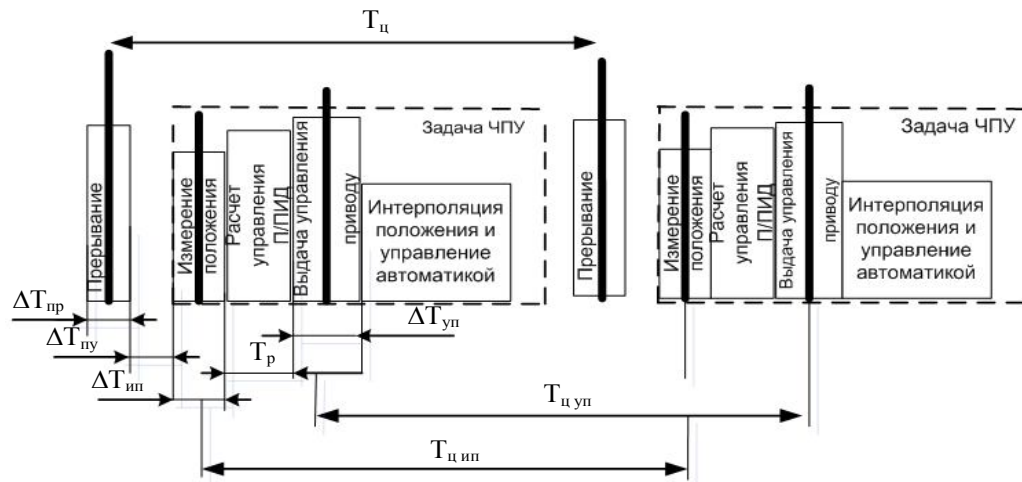 Tц
Прерывание
Задача ЧПУ
Измерение
положения
Расчет
управления
П/ПИД
Выдача управления
приводу
Интерполяция
положения и
управление
автоматикой
Прерывание
Задача ЧПУ
Измерение
положения
Расчет
управления
П/ПИД
Выдача управления
приводу
Интерполяция
положения и
управление
автоматикой
ΔTпр
ΔTпу
ΔTип
Tр
ΔTуп
Tц уп
Tц ип